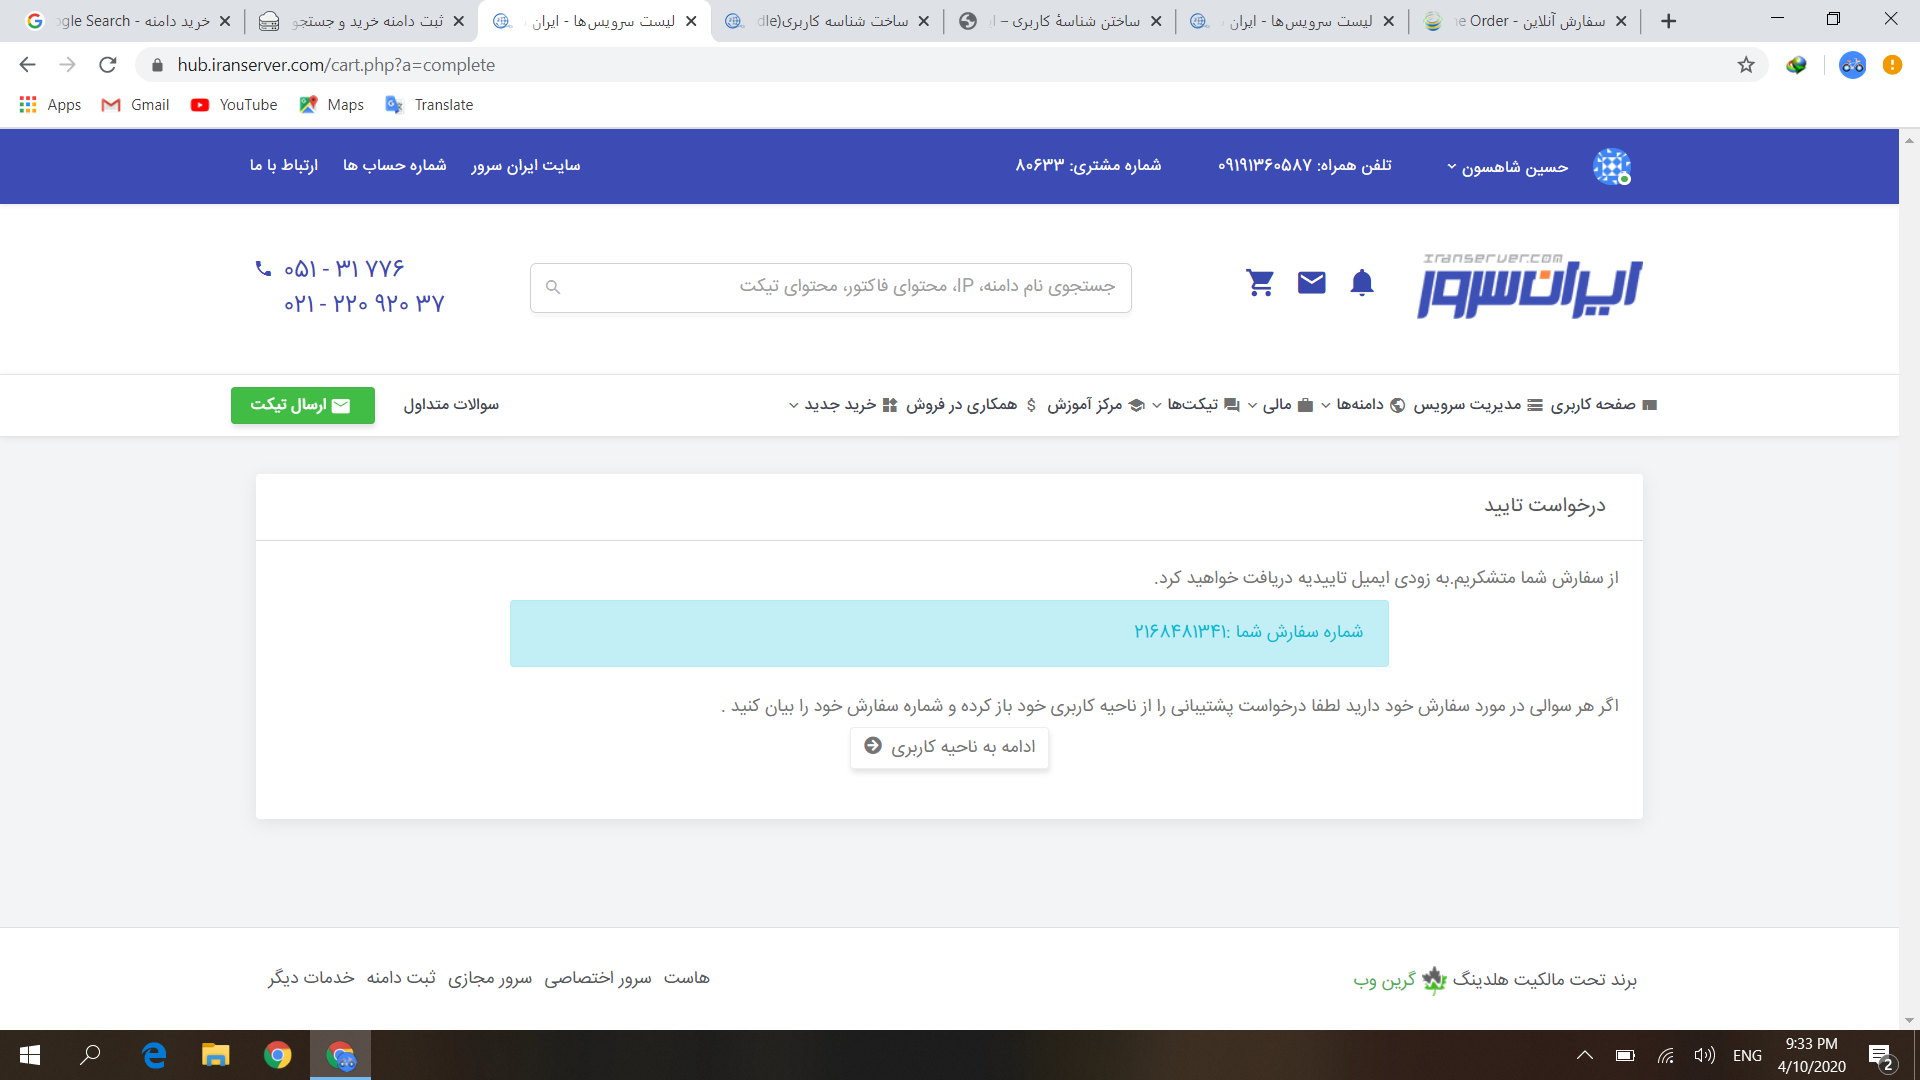 خرید دامنه - ogle Search
ثبت دامنه خرید و جستجو
لیست سرویس‌ها - ایران
ساخت شناسه کاربری(dle
ساختن شناسهٔ کاربری –
لیست سرویس‌ها - ایران
سفارش آنلاین - ne Order
hub.iranserver.com/cart.php?a=complete
Apps Gmail YouTube Maps Translate
حسین شاهسون تلفن همراه: ۰۹۱۹۱۳۶۰۵۸۷ شماره مشتری: ۸۰۶۳۳ سایت ایران سرور شماره حساب ها ارتباط با ما
iranserver.com
ایران سرور
جستجوی نام دامنه، IP، محتوای فاکتور، محتوای تیکت
۰۵۱ - ۳۱ ۷۷۶
۰۲۱ - ۲۲۰ ۹۲۰ ۳۷
صفحه کاربری مدیریت سرویس دامنه‌ها مالی تیکت‌ها مرکز آموزش همکاری در فروش خرید جدید سوالات متداول ارسال تیکت
درخواست تایید
از سفارش شما متشکریم.به زودی ایمیل تاییدیه دریافت خواهید کرد.
شماره سفارش شما :۲۱۶۸۴۸۱۳۴۱
اگر هر سوالی در مورد سفارش خود دارید لطفا درخواست پشتیبانی را از ناحیه کاربری خود باز کرده و شماره سفارش خود را بیان کنید .
ادامه به ناحیه کاربری
برند تحت مالکیت هلدینگ گرین وب
هاست سرور اختصاصی سرور مجازی ثبت دامنه خدمات دیگر
ENG
9:33 PM
4/10/2020
2